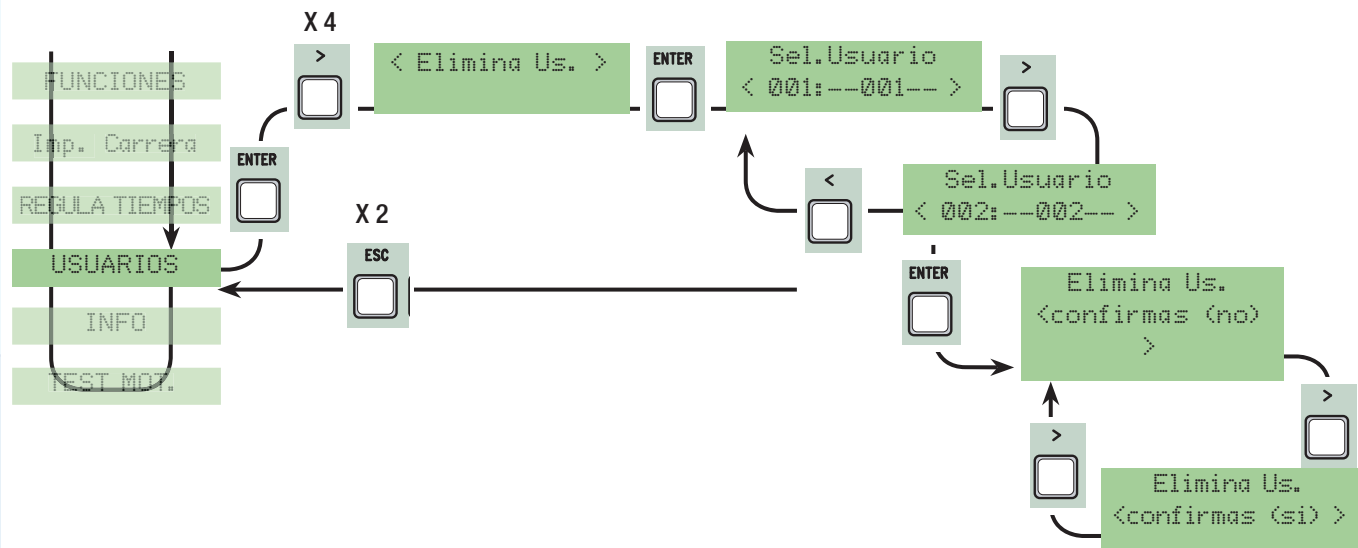 X 4
>
< Elimina Us. >
ENTER
Sel.Usuario
< 001:--001-- >
>
FUNCIONES
Imp. Carrera
REGULA TIEMPOS
USUARIOS
INFO
TEST MOT.
ENTER
X 2
ESC
<
Sel.Usuario
< 002:--002-- >
ENTER
Elimina Us.
<confirmas (no)
>
>
>
Elimina Us.
<confirmas (si) >